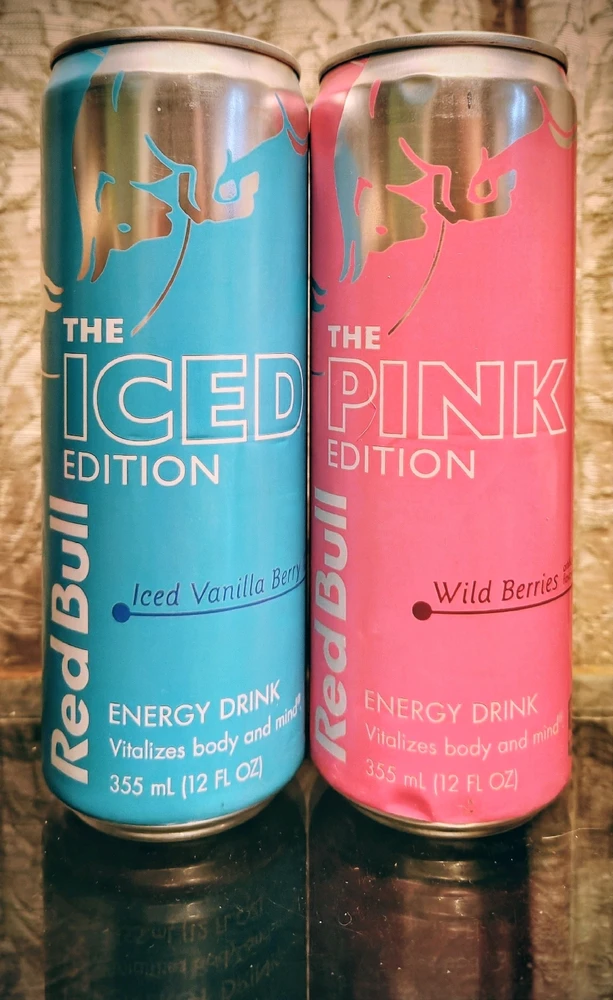 THE
ICED
EDITION
Red Bull
Iced Vanilla Berry
ENERGY DRINK
Vitalizes body and mind®
355 mL (12 FL OZ)
THE
PINK
EDITION
Red Bull
Wild Berries
ENERGY DRINK
Vitalizes body and mind®
355 mL (12 FL OZ)